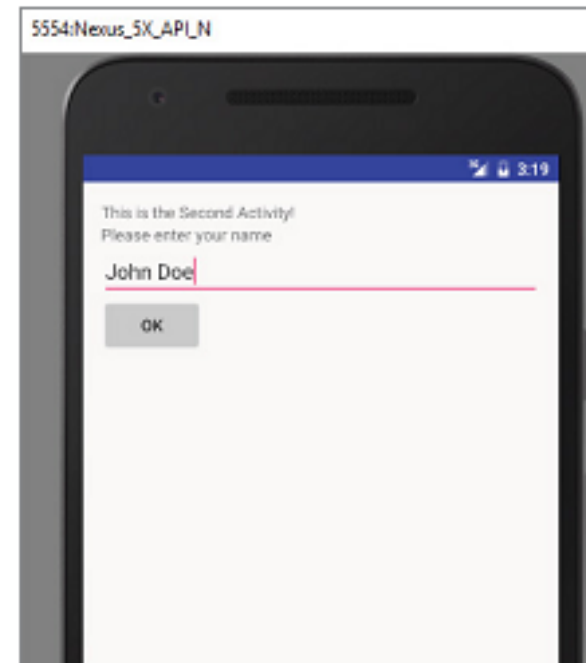 5554:Nexus_5X_API_N
3:19
This is the Second Activity!
Please enter your name
John Doe
OK